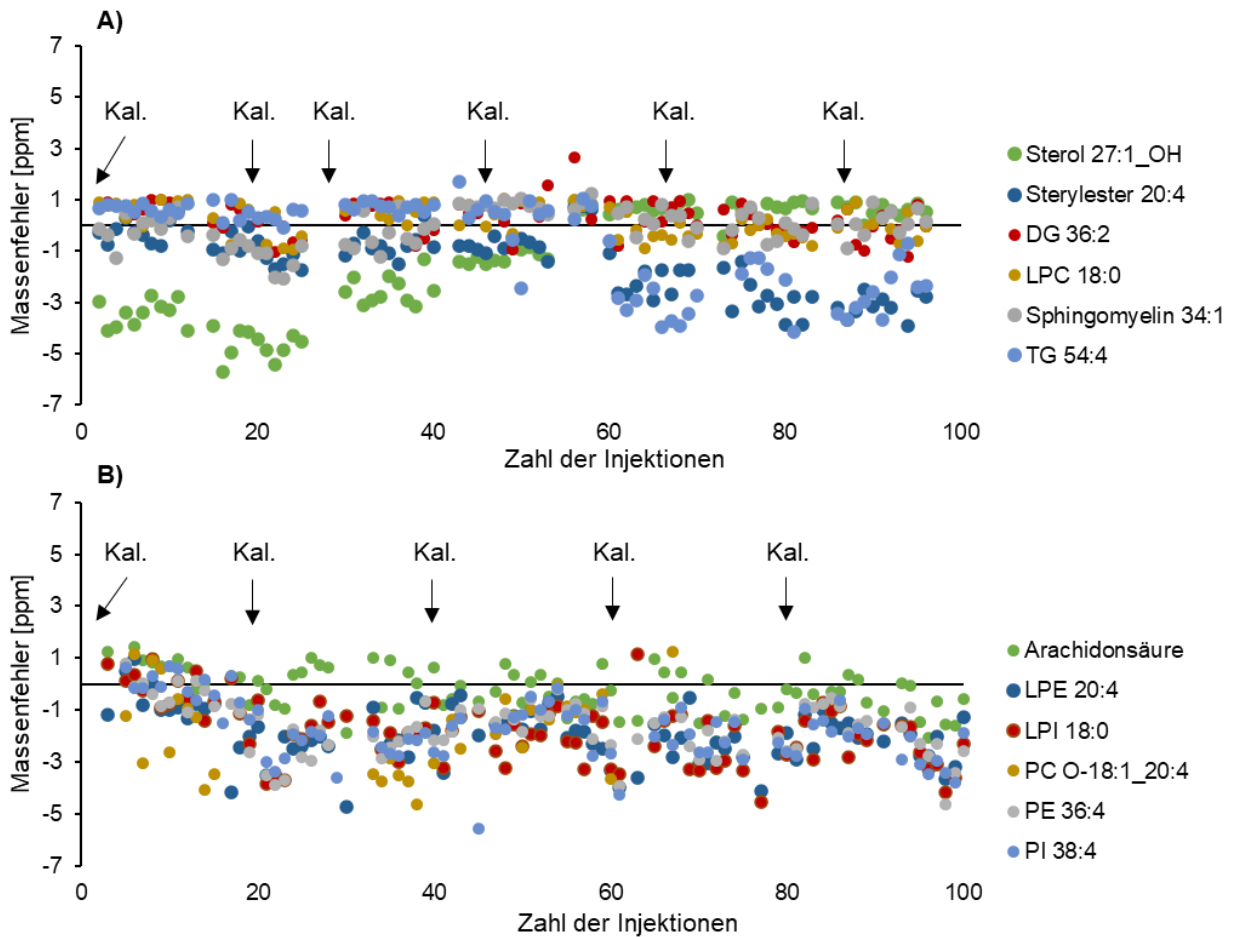 A)
7
5
3
1
-1
-3
-5
-7
Massenfehler [ppm]
Kal. Kal. Kal. Kal. Kal. Kal.
0 20 40 60 80 100
Zahl der Injektionen
Sterol 27:1_OH
Sterylester 20:4
DG 36:2
LPC 18:0
Sphingomyelin 34:1
TG 54:4
B)
7
5
3
1
-1
-3
-5
-7
Massenfehler [ppm]
Kal. Kal. Kal. Kal. Kal.
0 20 40 60 80 100
Zahl der Injektionen
Arachidonsäure
LPE 20:4
LPI 18:0
PC O-18:1_20:4
PE 36:4
PI 38:4